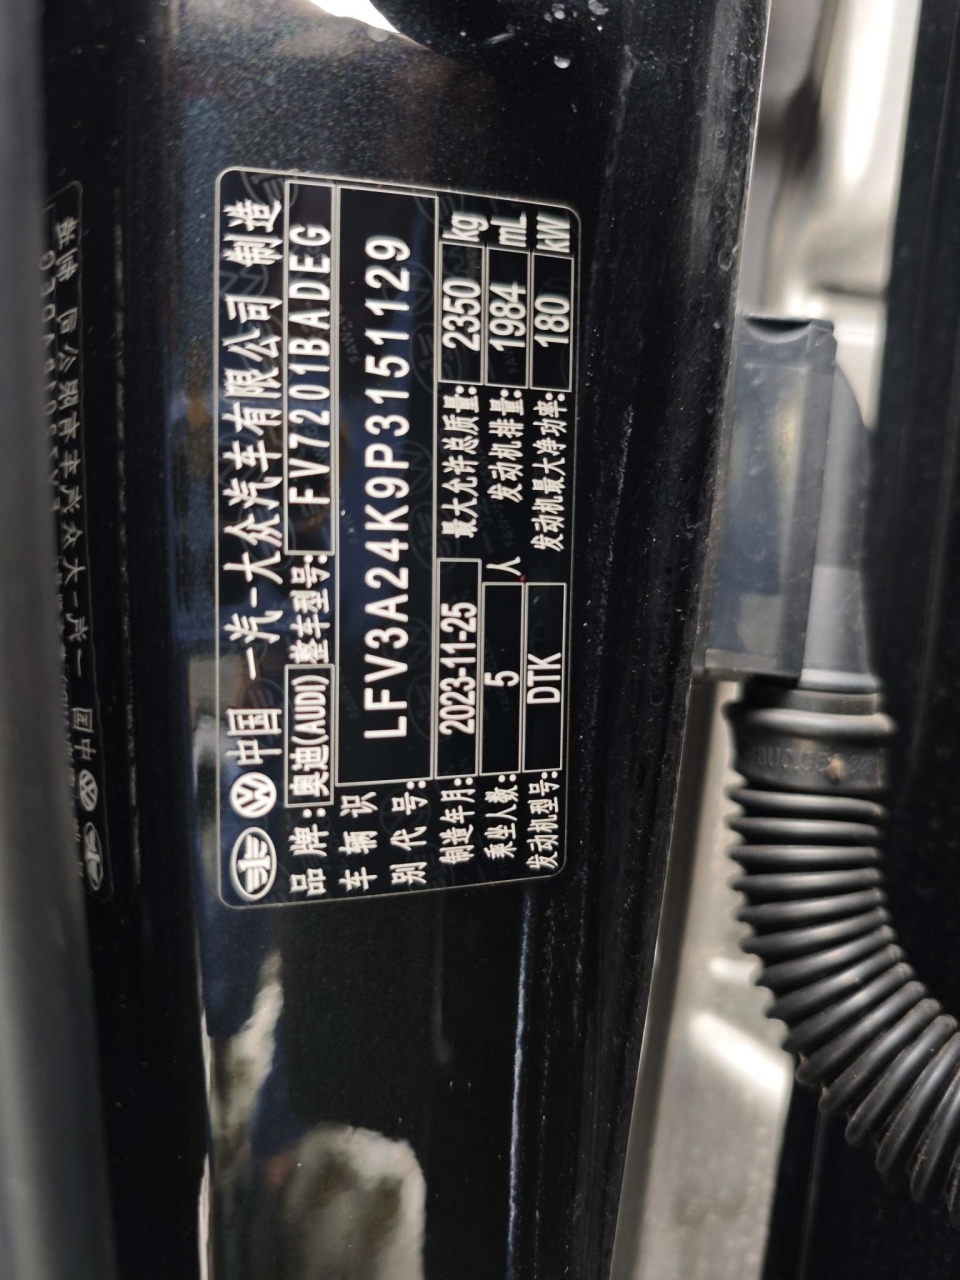 中国 一汽-大众汽车有限公司 制造
品牌: 奥迪(AUDI) 整车型号: FV7201BADEG
车辆识别代号: LFV3A24K9P3151129
制造年月: 2023-11-25 最大允许总质量: 2350 kg
乘坐人数: 5 人 发动机排量: 1984 mL
发动机型号: DTK 发动机最大净功率: 180 kW